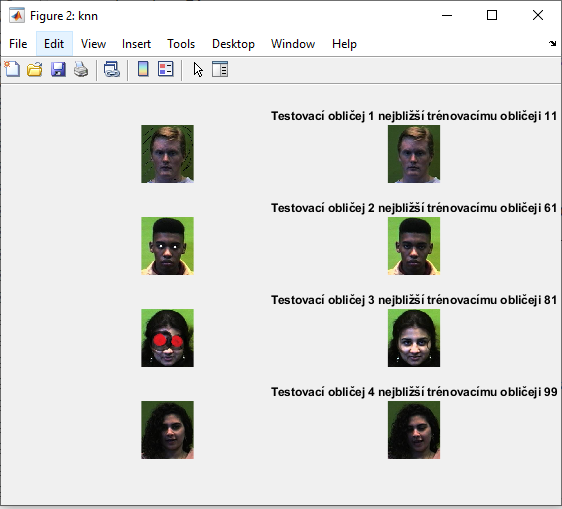 Figure 2: knn
File Edit View Insert Tools Desktop Window Help
Testovací obličej 1 nejbližší trénovacímu obličeji 11
Testovací obličej 2 nejbližší trénovacímu obličeji 61
Testovací obličej 3 nejbližší trénovacímu obličeji 81
Testovací obličej 4 nejbližší trénovacímu obličeji 99